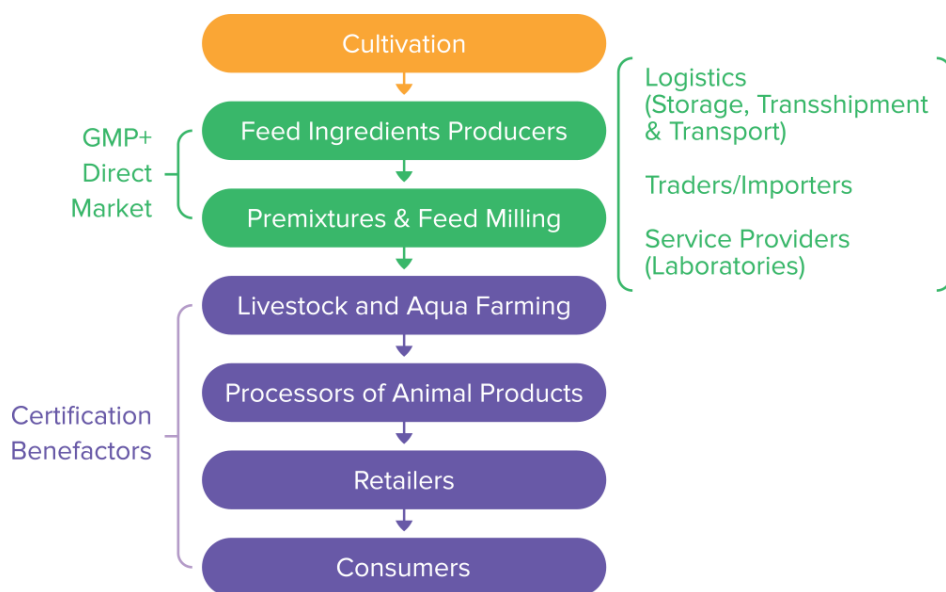 Cultivation
Feed Ingredients Producers
Premixtures & Feed Milling
Livestock and Aqua Farming
Processors of Animal Products
Retailers
Consumers
GMP+
Direct
Market
Certification
Benefactors
Logistics
(Storage, Transshipment
& Transport)
Traders/Importers
Service Providers
(Laboratories)